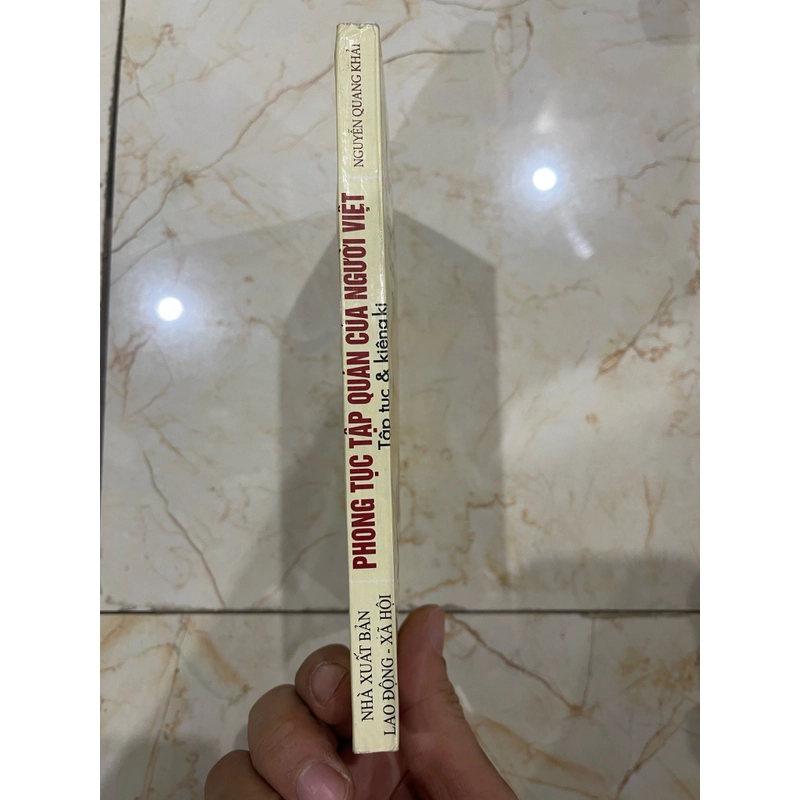 NGUYỄN QUANG KHẢI
PHONG TỤC TẬP QUÁN CỦA NGƯỜI VIỆT
Tập tục & kiêng kị
NHÀ XUẤT BẢN
LAO ĐỘNG - XÃ HỘI